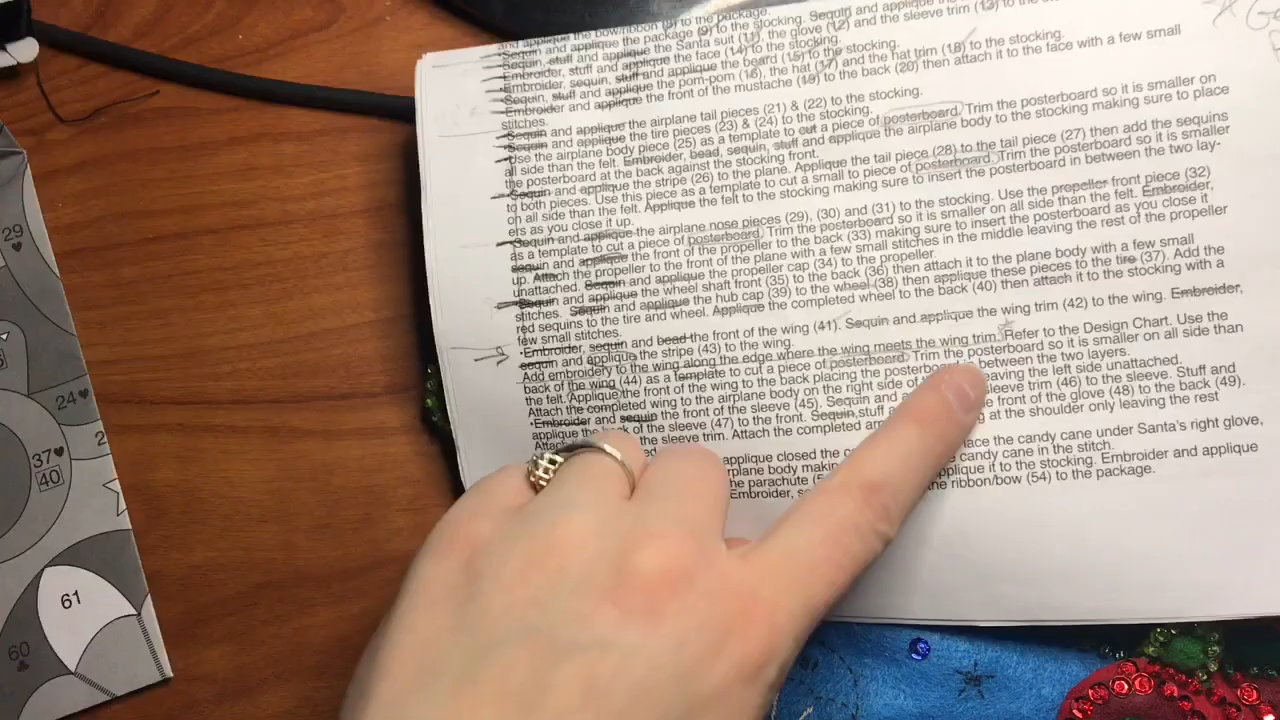 and applique the bow/ribbon (9) to the package.
Sequin and applique the package (9) to the stocking. Sequin and applique
Sequin, stuff and applique the Santa suit (11), the glove (12) and the sleeve trim (13) to the
Embroider, stuff and applique the face (14) to the stocking.
Embroider, sequin, stuff and applique the beard (15) to the stocking.
Sequin, stuff and applique the pom-pom (16), the hat (17) and the hat trim (18) to the stocking.
Embroider and applique the front of the mustache (19) to the back (20) then attach it to the face with a few small
stitches.
Sequin and applique the airplane tail pieces (21) & (22) to the stocking.
Sequin and applique the tire pieces (23) & (24) to the stocking.
Use the airplane body piece (25) as a template to cut a piece of posterboard. Trim the posterboard so it is smaller on
all side than the felt. Embroider, bead, sequin, stuff and applique the airplane body to the stocking making sure to place
the posterboard at the back against the stocking front.
Sequin and applique the stripe (26) to the plane. Applique the tail piece (28) to the tail piece (27) then add the sequins
to both pieces. Use this piece as a template to cut a small to piece of posterboard. Trim the posterboard so it is smaller
on all side than the felt. Applique the felt to the stocking making sure to insert the posterboard in between the two lay-
ers as you close it up.
Sequin and applique the airplane nose pieces (29), (30) and (31) to the stocking. Use the propeller front piece (32)
as a template to cut a piece of posterboard. Trim the posterboard so it is smaller on all side than the felt. Embroider,
sequin and applique the front of the propeller to the back (33) making sure to insert the posterboard as you close it
up. Attach the propeller to the front of the plane with a few small stitches in the middle leaving the rest of the propeller
unattached. Sequin and applique the propeller cap (34) to the propeller.
Sequin and applique the wheel shaft front (35) to the back (36) then attach it to the plane body with a few small
stitches. Sequin and applique the hub cap (39) to the wheel (38) then applique these pieces to the tire (37). Add the
red sequins to the tire and wheel. Applique the completed wheel to the back (40) then attach it to the stocking with a
few small stitches.
•Embroider, sequin and bead the front of the wing (41). Sequin and applique the wing trim (42) to the wing. Embroider,
sequin and applique the stripe (43) to the wing.
Add embroidery to the wing along the edge where the wing meets the wing trim. Refer to the Design Chart. Use the
back of the wing (44) as a template to cut a piece of posterboard. Trim the posterboard so it is smaller on all side than
the felt. Applique the front of the wing to the back placing the posterboard in between the two layers.
Attach the completed wing to the airplane body on the right side of leaving the left side unattached.
•Embroider and sequin the front of the sleeve (45). Sequin and sleeve trim (46) to the sleeve. Stuff and
applique the back of the sleeve (47) to the front. Sequin, stuff front of the glove (48) to the back (49).
Attach the sleeve trim. Attach the completed at the shoulder only leaving the rest
applique closed the place the candy cane under Santa's right glove,
making candy cane in the stitch.
the parachute applique it to the stocking. Embroider and applique
Embroider, the ribbon/bow (54) to the package.
29
24
37
40
61
60